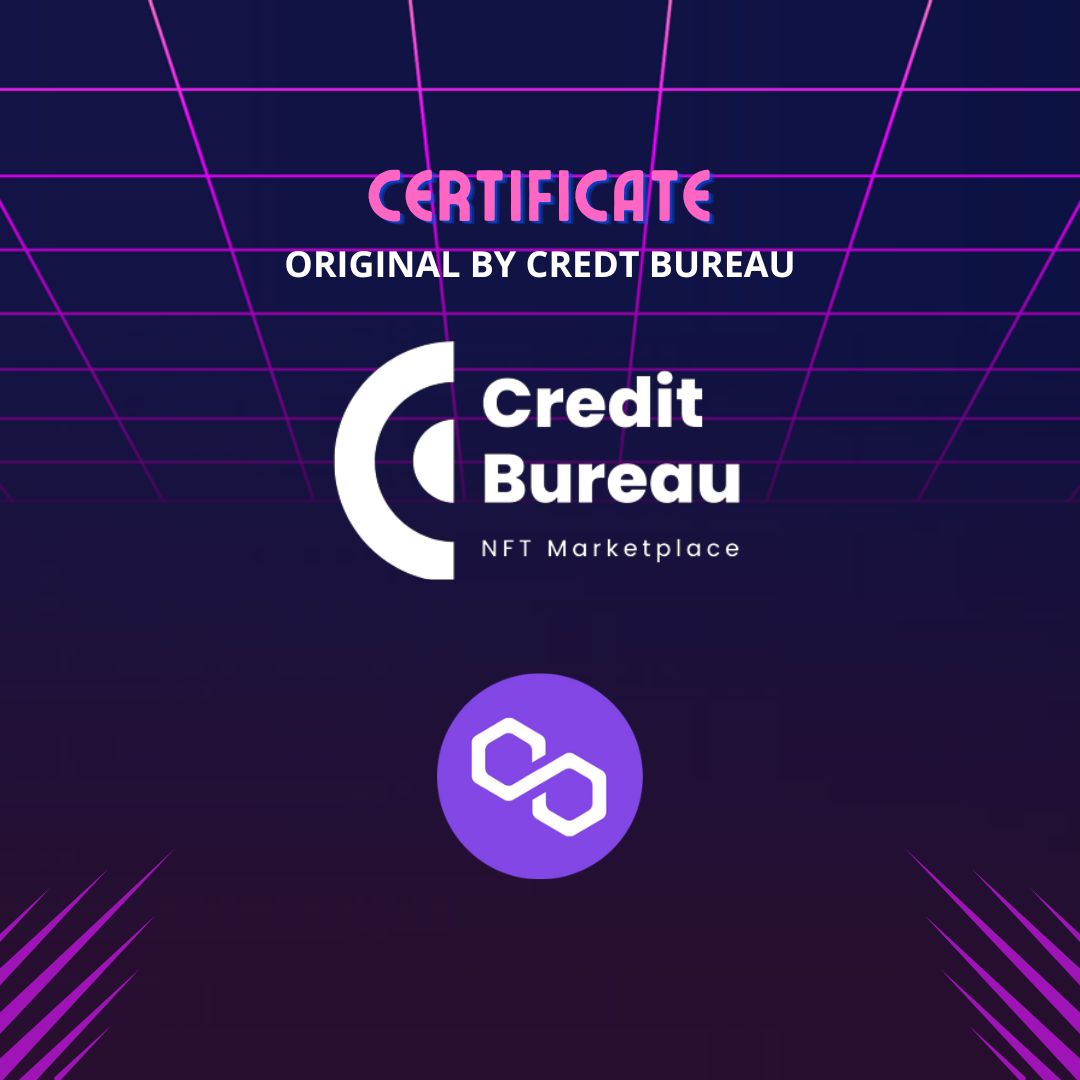 CERTIFICATE
ORIGINAL BY CREDT BUREAU
Credit
Bureau
NFT Marketplace